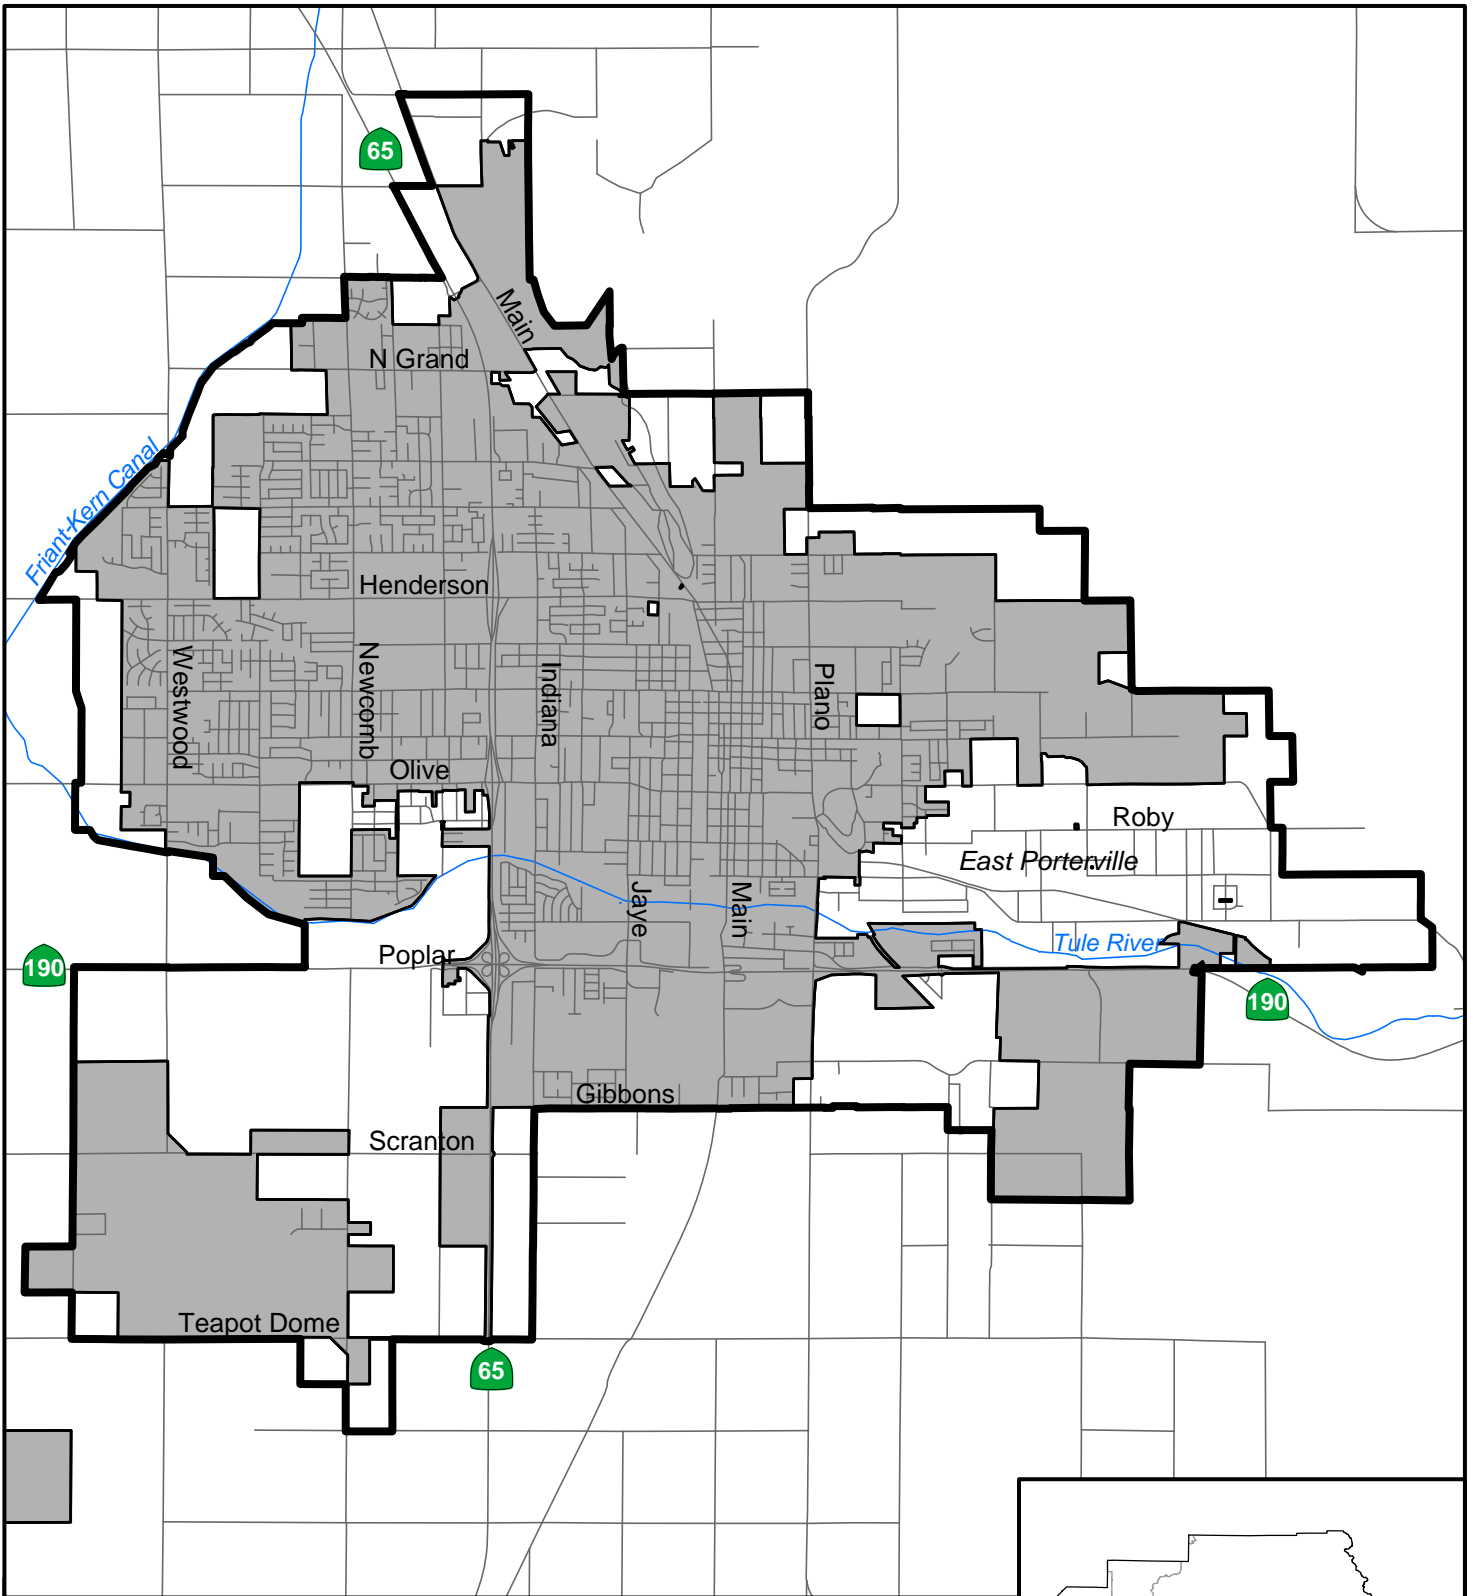 65
Main
N Grand
Friant-Kern Canal
Henderson
Westwood
Newcomb
Indiana
Plano
Olive
Roby
East Porterville
Jaye
Main
Tule River
Poplar
190
190
Gibbons
Scranton
Teapot Dome
65